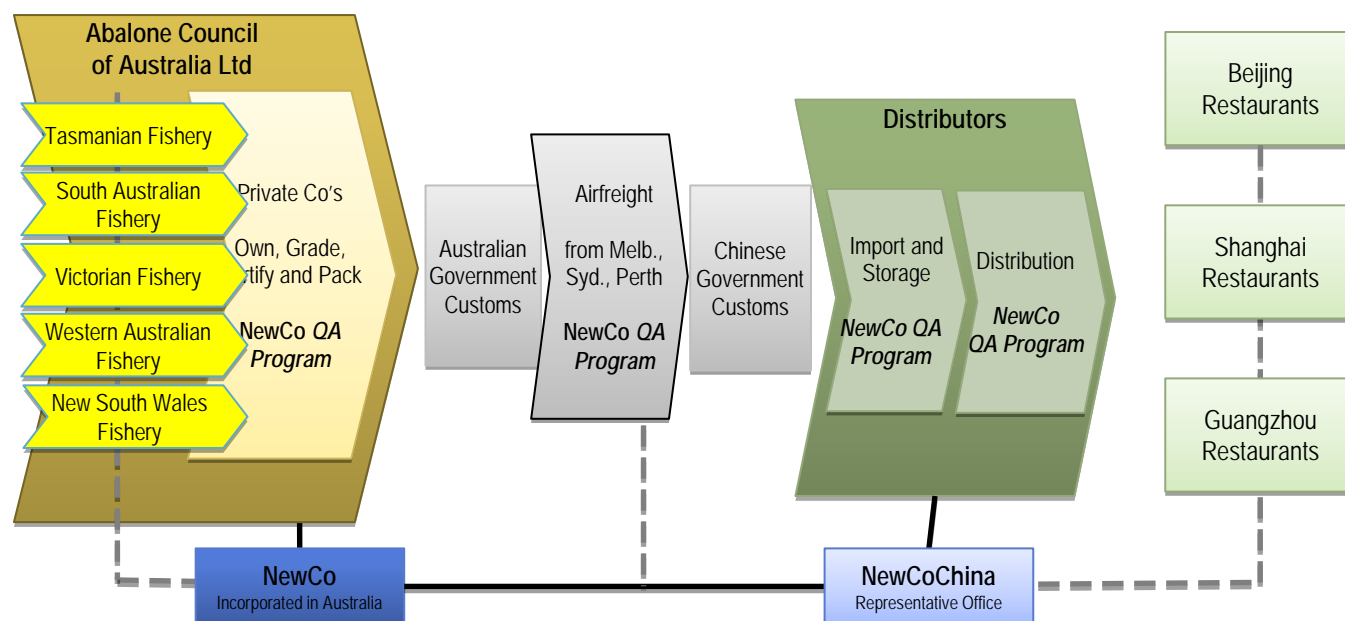 Abalone Council
of Australia Ltd
Tasmanian Fishery
South Australian
Fishery
Victorian Fishery
Western Australian
Fishery
New South Wales
Fishery
Private Co's
Own, Grade,
rtify and Pack
NewCo QA
Program
Australian
Government
Customs
Airfreight
from Melb.,
Syd., Perth
NewCo QA
Program
Chinese
Government
Customs
Distributors
Import and
Storage
NewCo QA
Program
Distribution
NewCo
QA Program
Beijing
Restaurants
Shanghai
Restaurants
Guangzhou
Restaurants
NewCo
Incorporated in Australia
NewCoChina
Representative Office